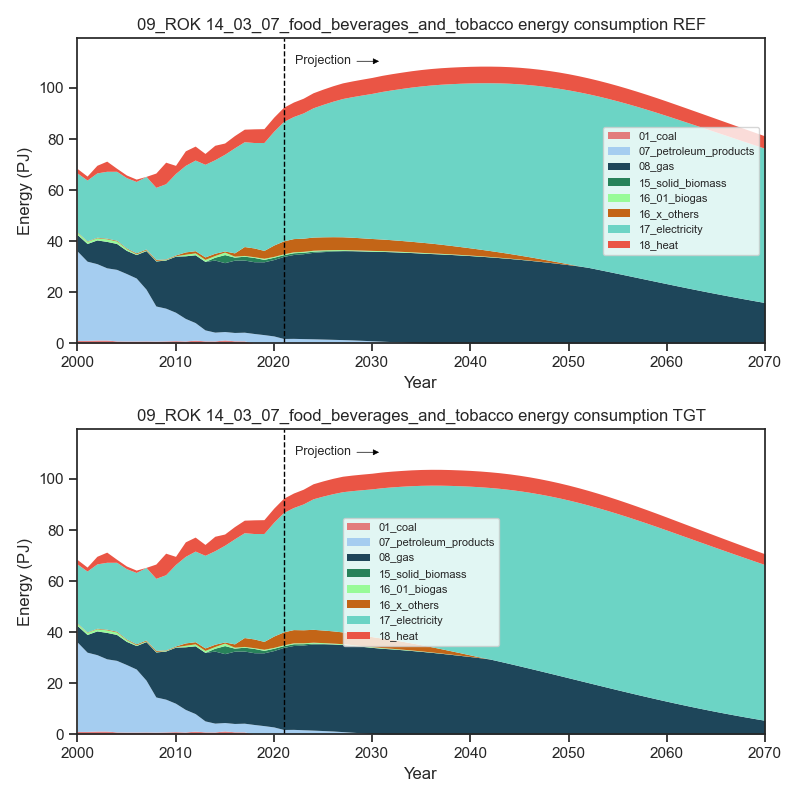 09_ROK 14_03_07_food_beverages_and_tobacco energy consumption REF
Projection
100
80
60
40
20
0
Energy (PJ)
01_coal
07_petroleum_products
08_gas
15_solid_biomass
16_01_biogas
16_x_others
17_electricity
18_heat
2000 2010 2020 2030 2040 2050 2060 2070
Year
09_ROK 14_03_07_food_beverages_and_tobacco energy consumption TGT
Projection
100
80
60
40
20
0
Energy (PJ)
01_coal
07_petroleum_products
08_gas
15_solid_biomass
16_01_biogas
16_x_others
17_electricity
18_heat
2000 2010 2020 2030 2040 2050 2060 2070
Year